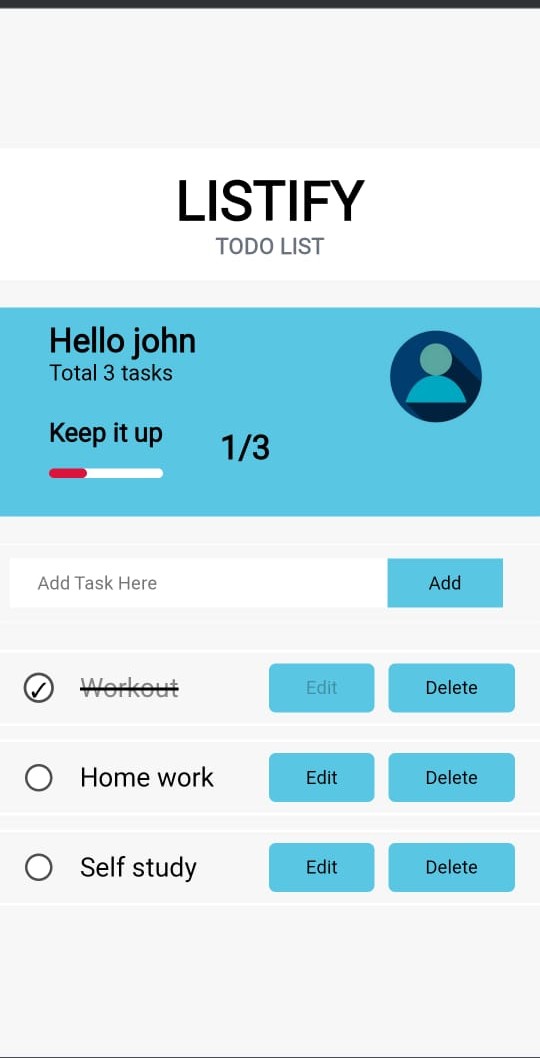 LISTIFY
TODO LIST
Hello john
Total 3 tasks
Keep it up
1/3
Add Task Here Add
Workout Edit Delete
Home work Edit Delete
Self study Edit Delete